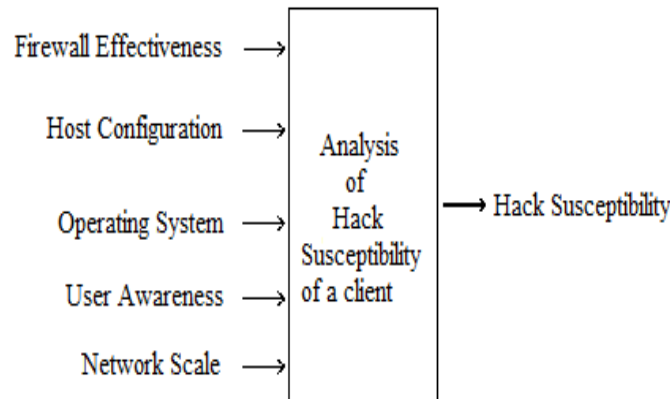 Firewall Effectiveness
Host Configuration
Operating System
User Awareness
Network Scale
Analysis
of
Hack
Susceptibility
of a client
Hack Susceptibility